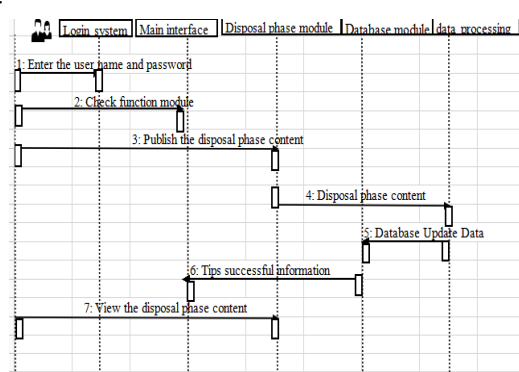 Login system
Main interface
Disposal phase module
Database module
data processing
1: Enter the user name and password
2: Check function module
3: Publish the disposal phase content
4: Disposal phase content
5: Database Update Data
6: Tips successful information
7: View the disposal phase content